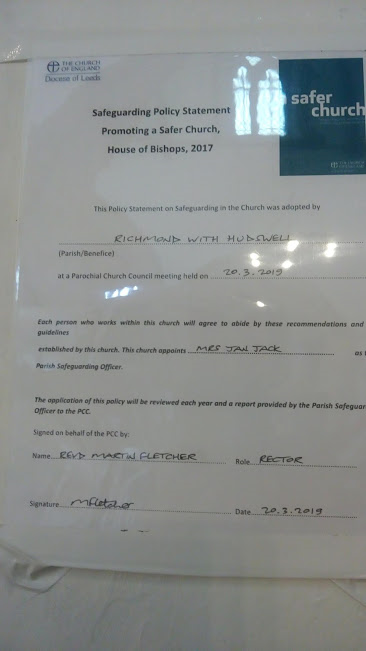 THE CHURCH
OF ENGLAND
Diocese of Leeds
safer
church
Safeguarding Policy Statement
Promoting a Safer Church,
House of Bishops, 2017
THE CHURCH
OF ENGLAND
This Policy Statement on Safeguarding in the Church was adopted by
RICHMOND WITH HUDSWELL
(Parish/Benefice)
at a Parochial Church Council meeting held on 20.3.2019
Each person who works within this church will agree to abide by these recommendations and
guidelines
established by this church. This church appoints MRS JAN JACK as
Parish Safeguarding Officer.
The application of this policy will be reviewed each year and a report provided by the Parish Safeguar
Officer to the PCC.
Signed on behalf of the PCC by:
Name REVD MARTIN FLETCHER Role RECTOR
Signature MFletcher Date 20.3.2019